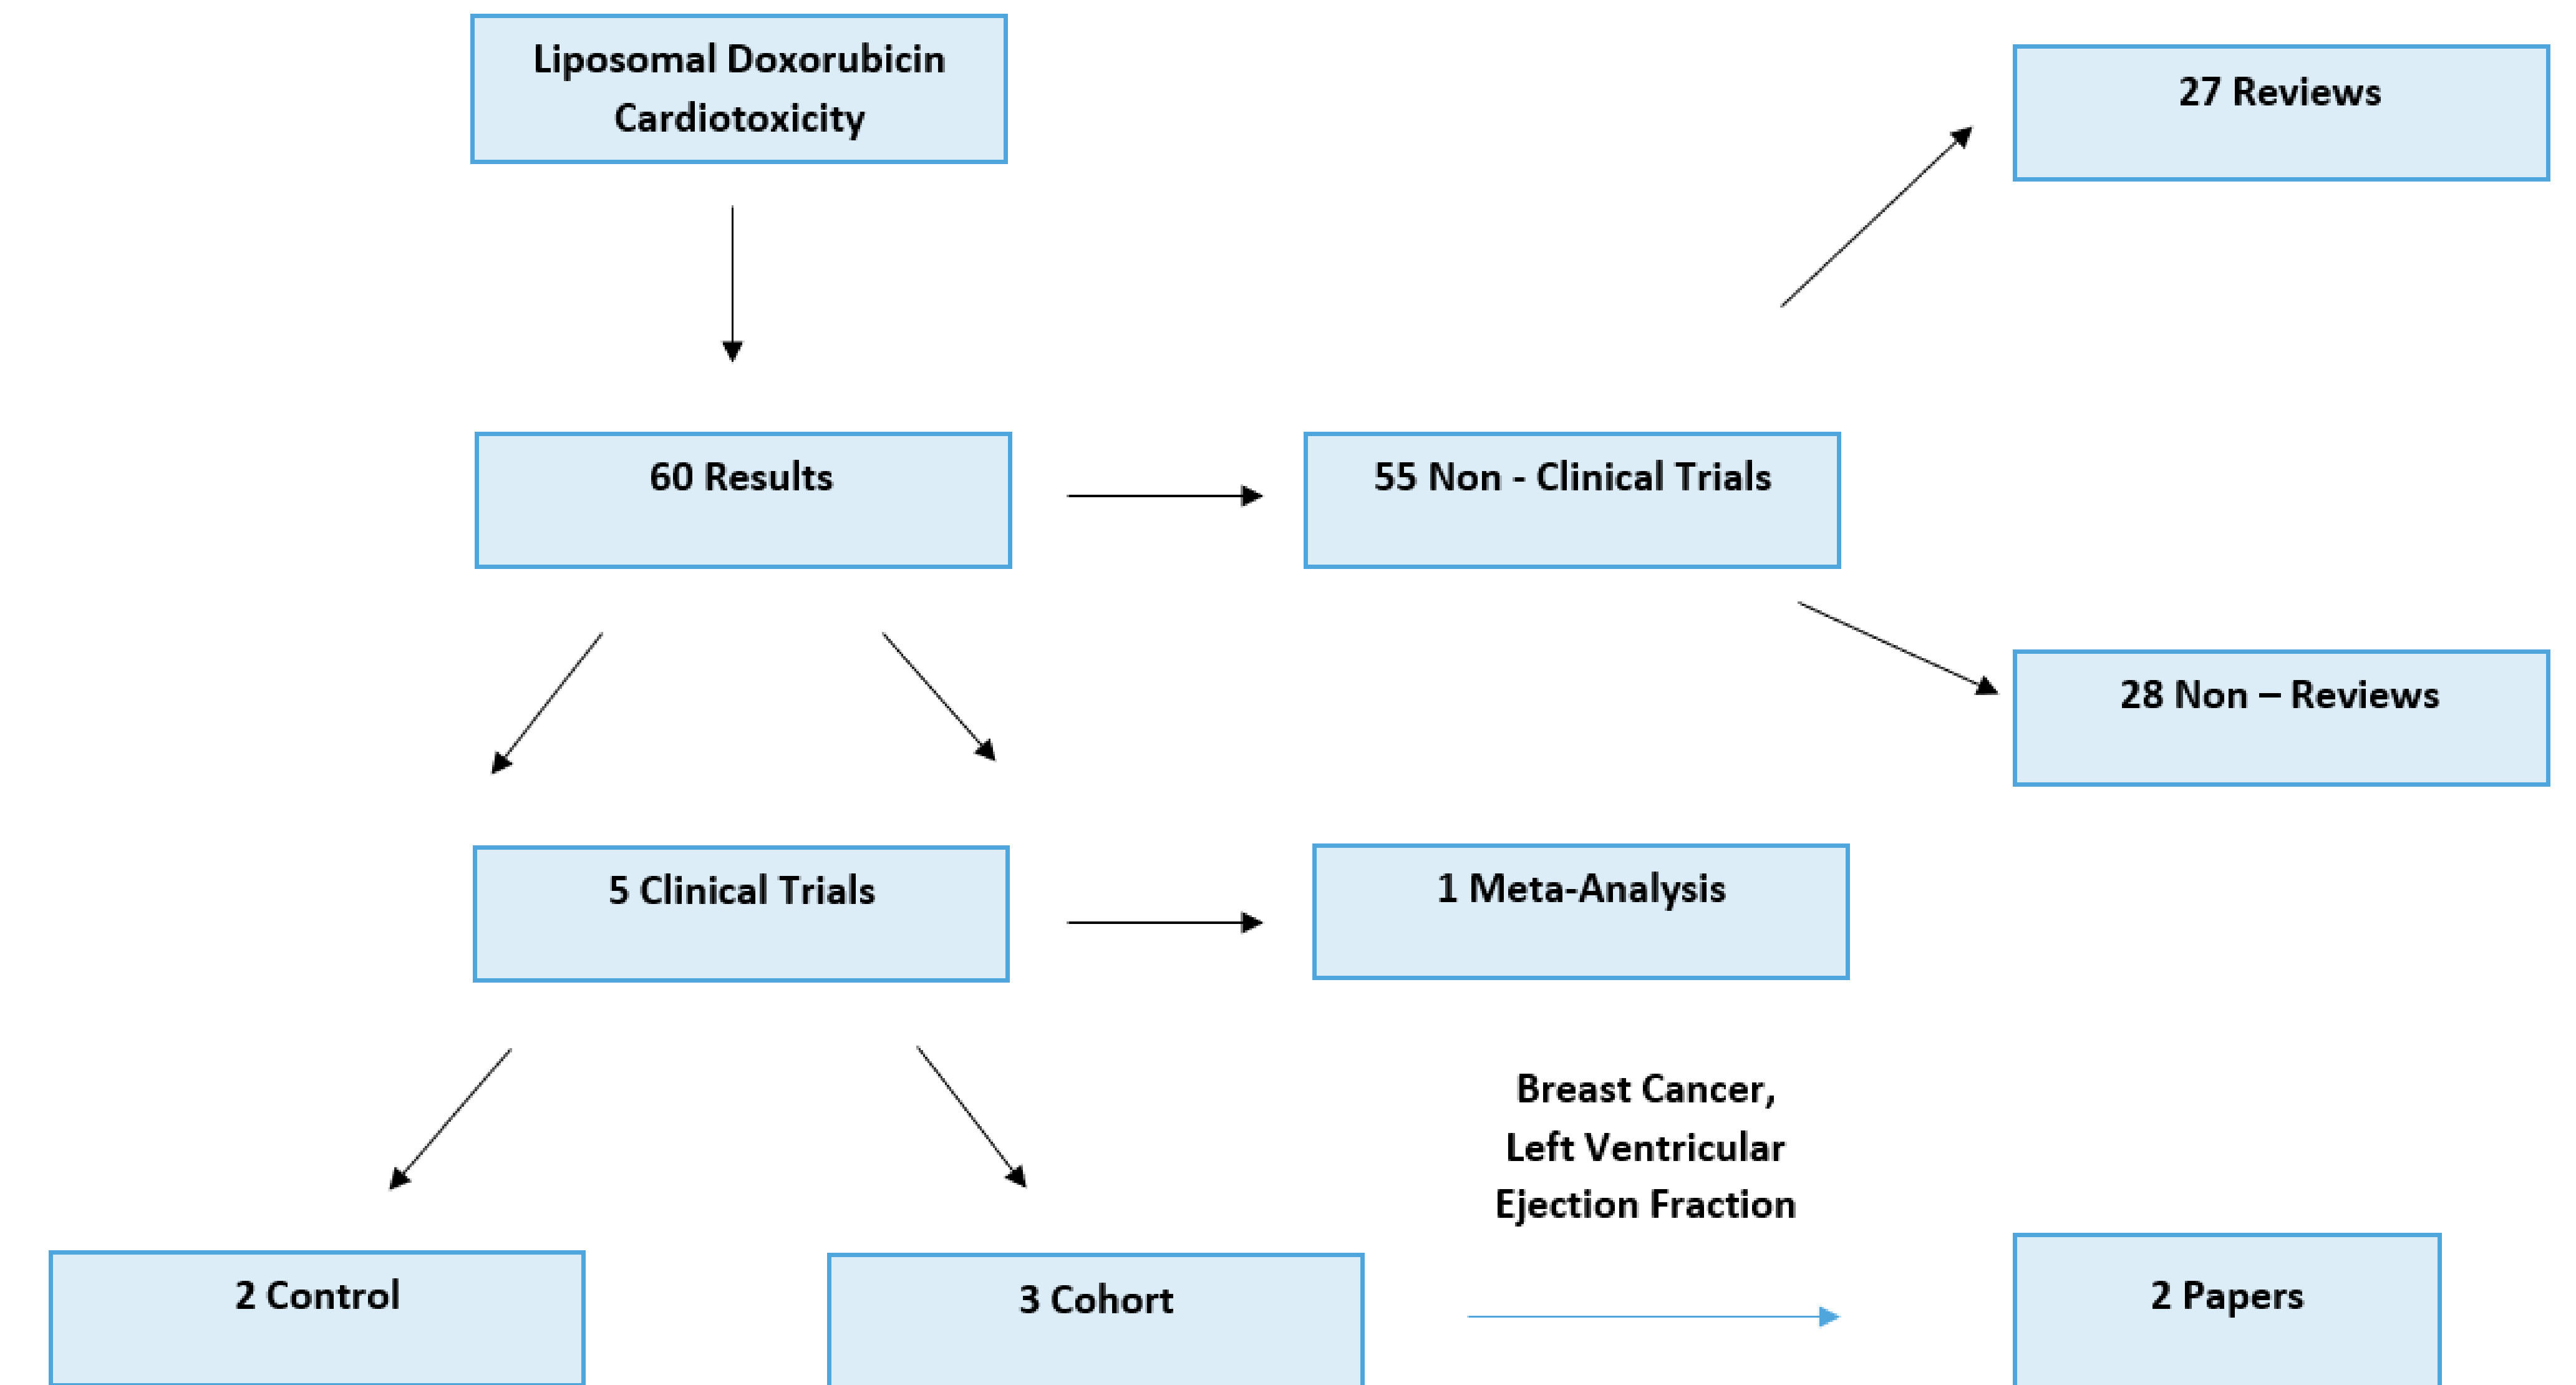 Liposomal Doxorubicin
Cardiotoxicity
27 Reviews
60 Results
55 Non - Clinical Trials
28 Non – Reviews
5 Clinical Trials
1 Meta-Analysis
Breast Cancer,
Left Ventricular
Ejection Fraction
2 Control
3 Cohort
2 Papers